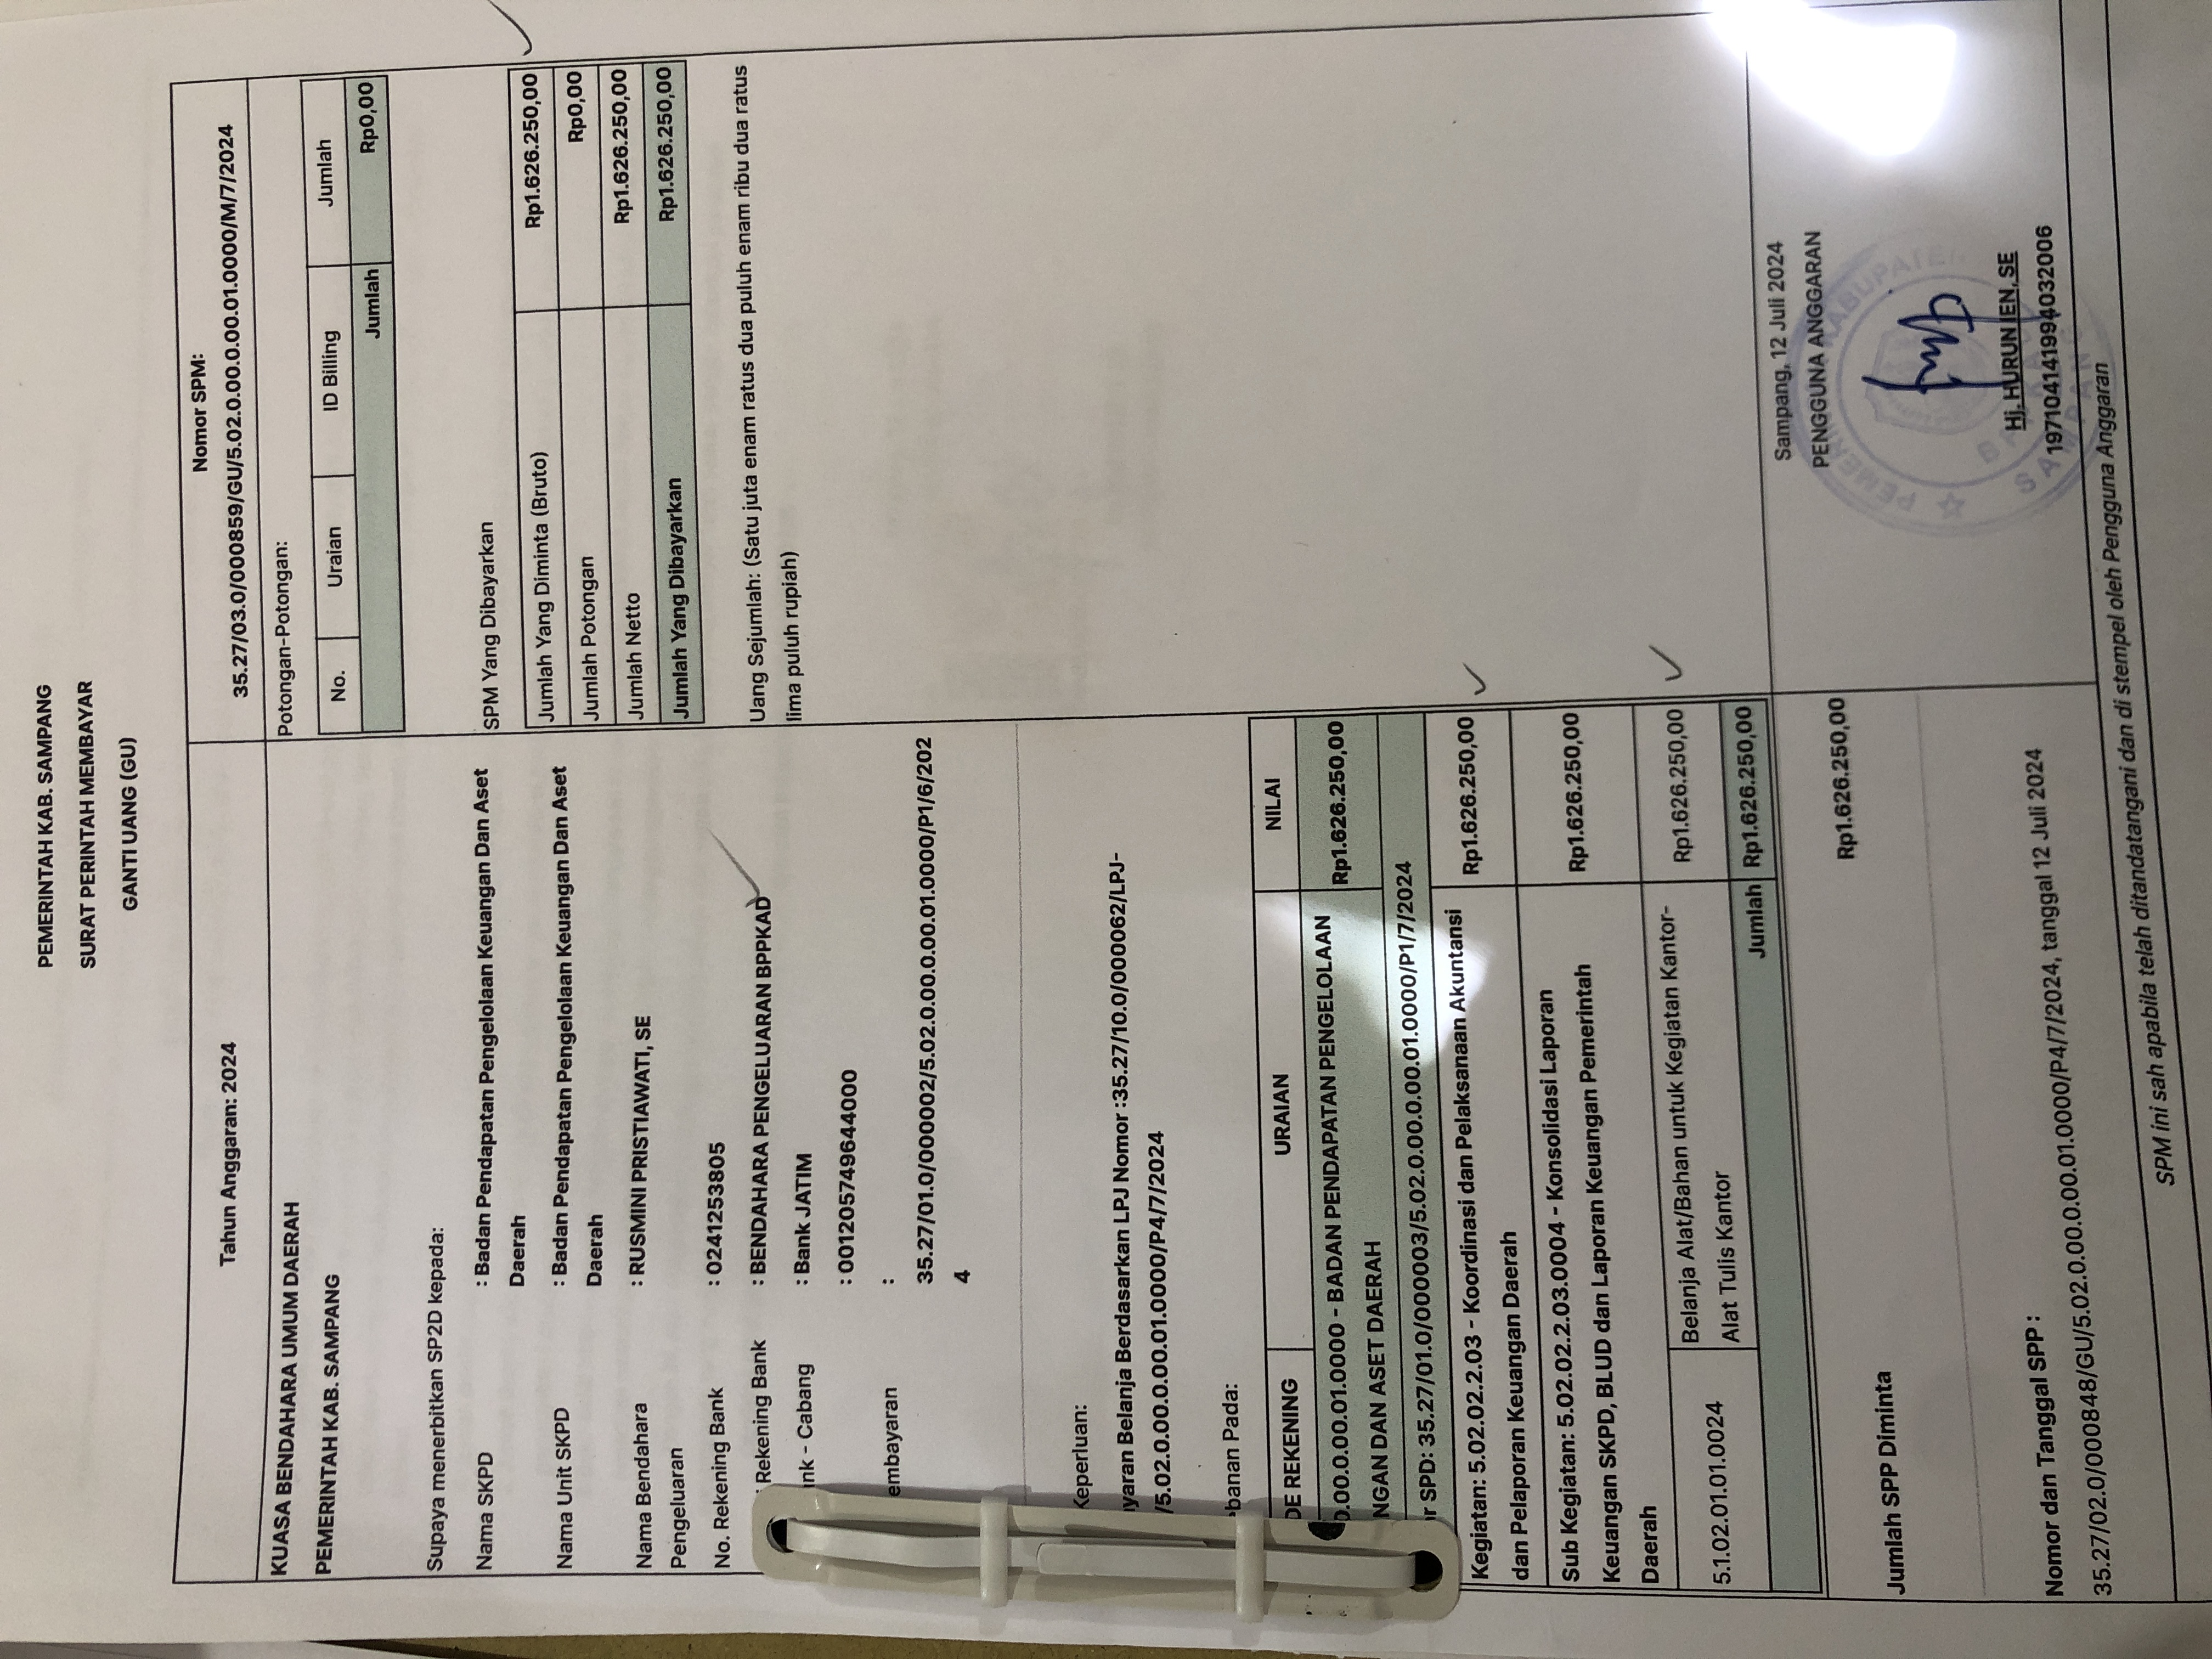 PEMERINTAH KAB. SAMPANG
SURAT PERINTAH MEMBAYAR
GANTI UANG (GU)
Tahun Anggaran: 2024
Nomor SPM:
35.27/03.0/000859/GU/5.02.0.00.0.00.01.0000/M/7/2024
KUASA BENDAHARA UMUM DAERAH
PEMERINTAH KAB. SAMPANG
Supaya menerbitkan SP2D kepada:
Nama SKPD : Badan Pendapatan Pengelolaan Keuangan Dan Aset
Daerah
Nama Unit SKPD : Badan Pendapatan Pengelolaan Keuangan Dan Aset
Daerah
Nama Bendahara : RUSMINI PRISTIAWATI, SE
Pengeluaran
No. Rekening Bank : 0241253805
Rekening Bank : BENDAHARA PENGELUARAN BPPKAD
nk - Cabang : Bank JATIM
: 001205749644000
embayaran :
35.27/01.0/000002/5.02.0.00.0.00.01.0000/P1/6/202
4
Keperluan:
yaran Belanja Berdasarkan LPJ Nomor :35.27/10.0/000062/LPJ-
/5.02.0.00.0.00.01.0000/P4/7/2024
banan Pada:
DE REKENING URAIAN NILAI
0.00.0.00.01.0000 - BADAN PENDAPATAN PENGELOLAAN Rp1.626.250,00
NGAN DAN ASET DAERAH
r SPD: 35.27/01.0/000003/5.02.0.00.0.00.01.0000/P1/7/2024
Kegiatan: 5.02.02.2.03 - Koordinasi dan Pelaksanaan Akuntansi Rp1.626.250,00
dan Pelaporan Keuangan Daerah
Sub Kegiatan: 5.02.02.2.03.0004 - Konsolidasi Laporan
Keuangan SKPD, BLUD dan Laporan Keuangan Pemerintah Rp1.626.250,00
Daerah
5.1.02.01.01.0024 Belanja Alat/Bahan untuk Kegiatan Kantor- Rp1.626.250,00
Alat Tulis Kantor
Jumlah Rp1.626.250,00
Jumlah SPP Diminta Rp1.626.250,00
Nomor dan Tanggal SPP :
35.27/02.0/000848/GU/5.02.0.00.0.00.01.0000/P4/7/2024, tanggal 12 Juli 2024
Potongan-Potongan:
No. Uraian ID Billing Jumlah
Jumlah Rp0,00
SPM Yang Dibayarkan
Jumlah Yang Diminta (Bruto) Rp1.626.250,00
Jumlah Potongan Rp0,00
Jumlah Netto Rp1.626.250,00
Jumlah Yang Dibayarkan Rp1.626.250,00
Uang Sejumlah: (Satu juta enam ratus dua puluh enam ribu dua ratus
lima puluh rupiah)
Sampang, 12 Juli 2024
PENGGUNA ANGGARAN
Hj. HURUN IEN, SE
197104141994032006
SPM ini sah apabila telah ditandatangani dan di stempel oleh Pengguna Anggaran